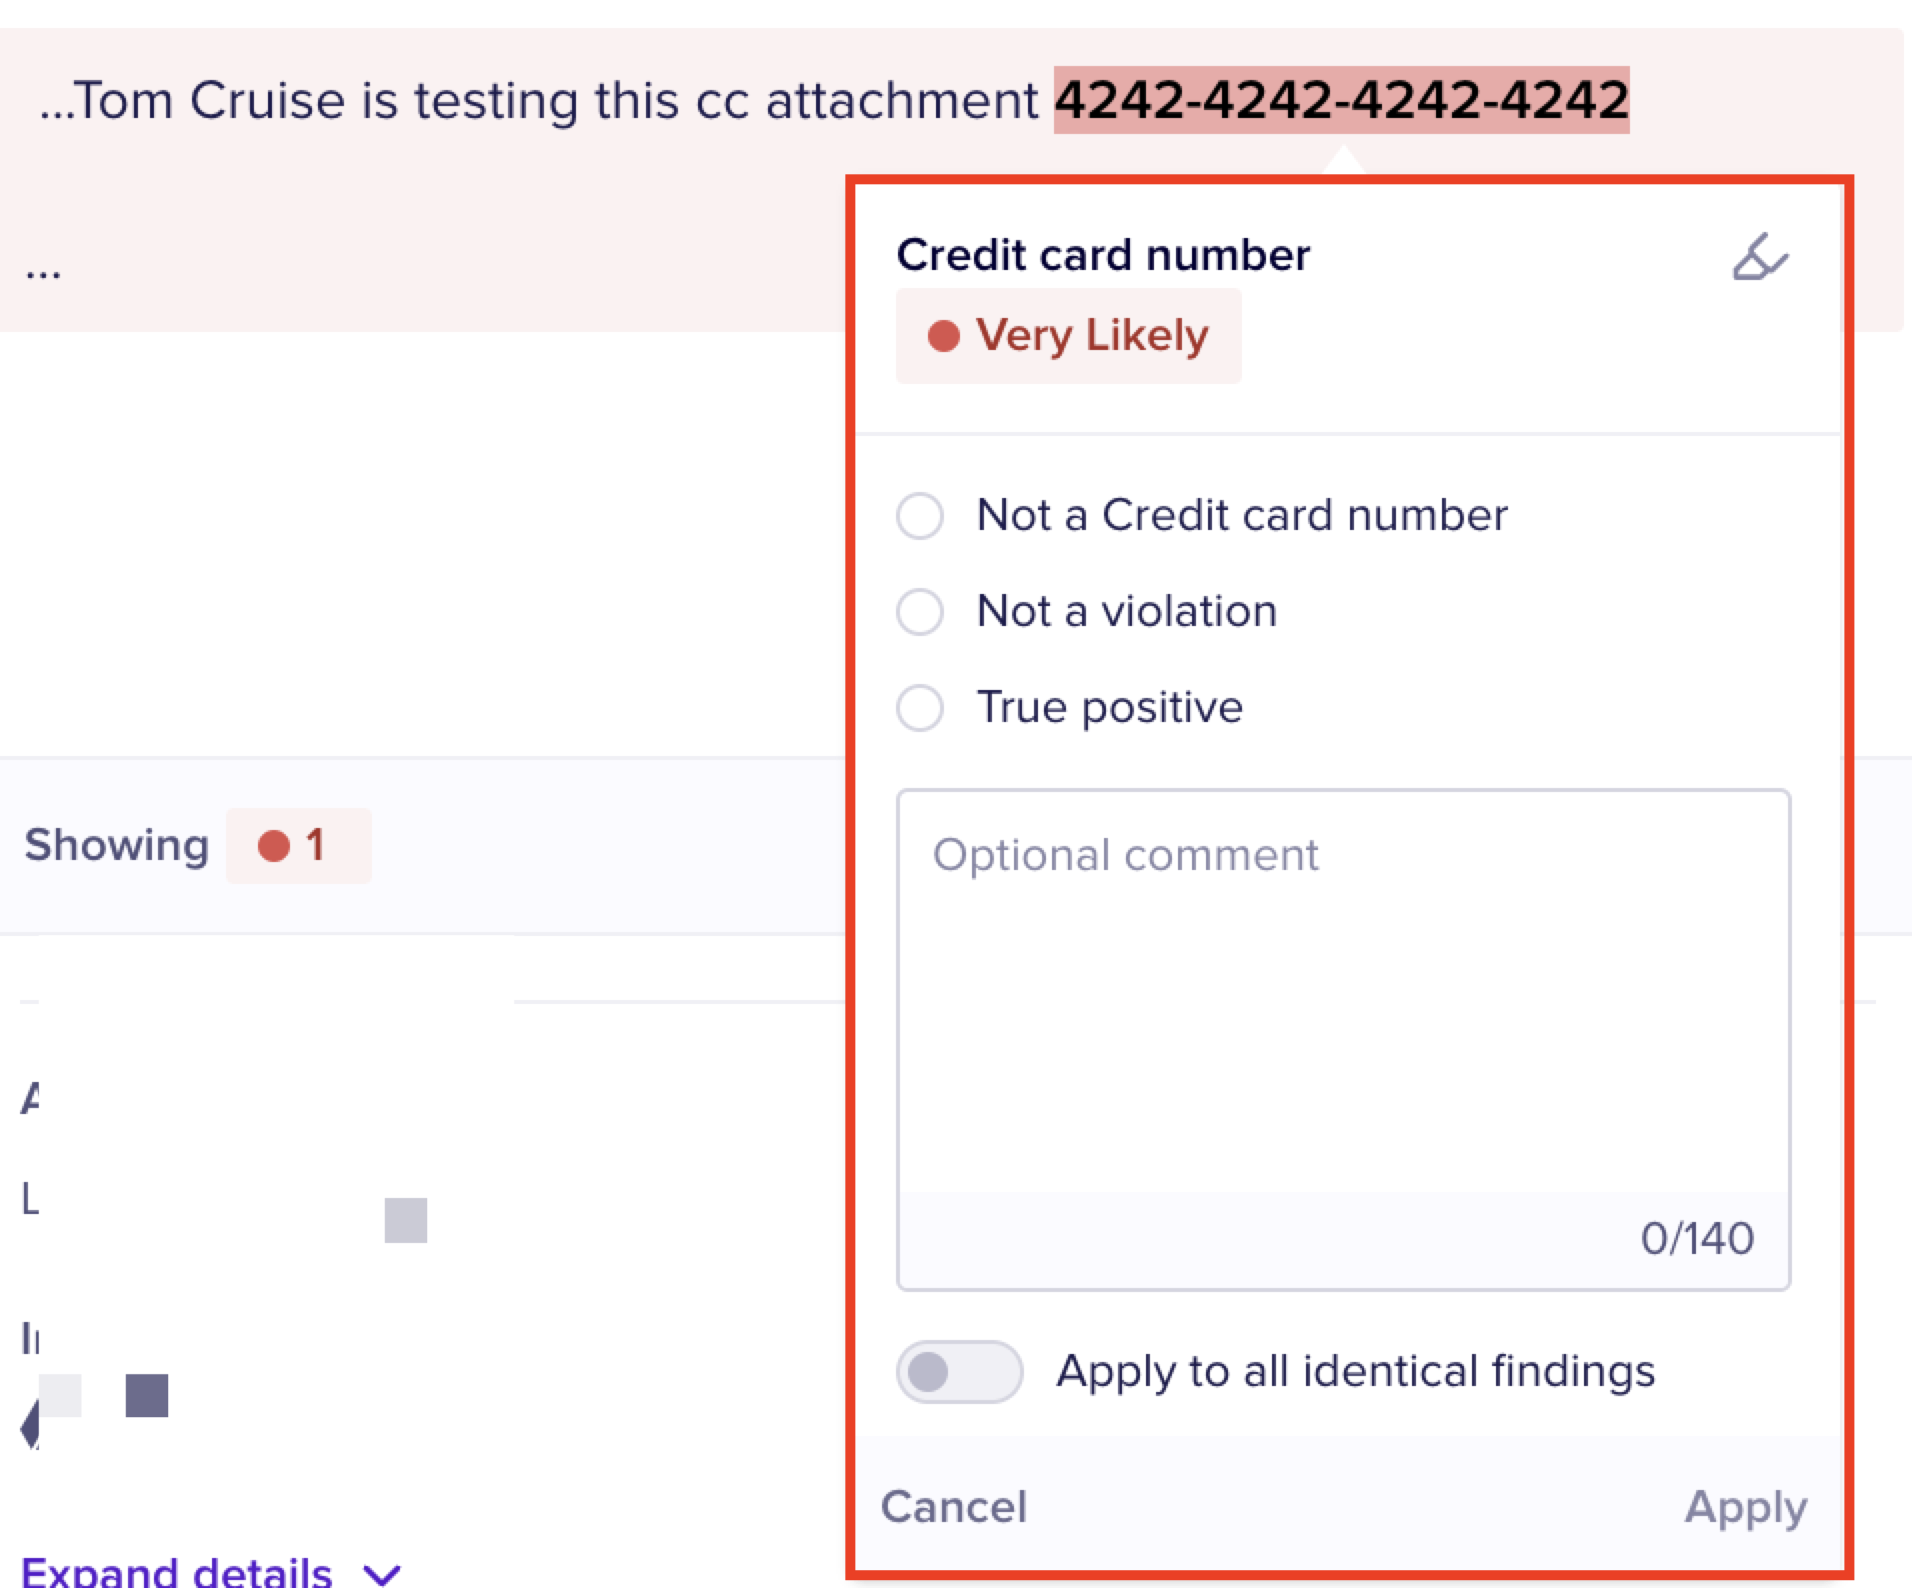 ...Tom Cruise is testing this cc attachment 4242-4242-4242-4242
...
Credit card number
Very Likely
Not a Credit card number
Not a violation
True positive
Showing 1
Optional comment
0/140
Apply to all identical findings
Cancel
Apply
Expand details